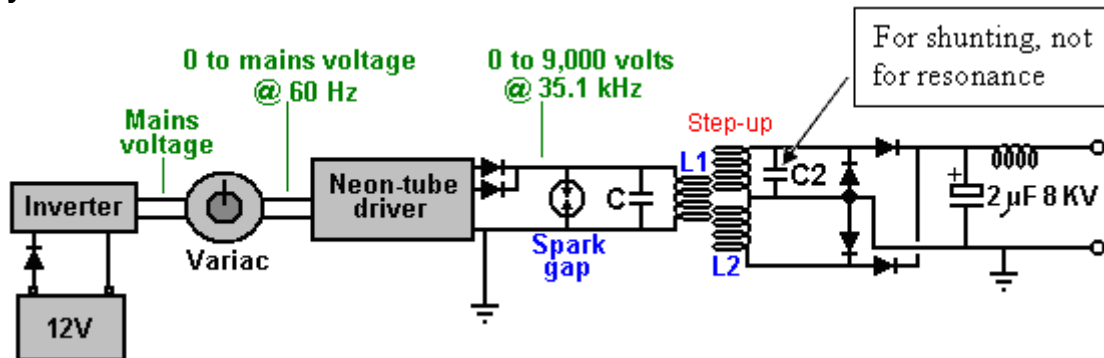 y
For shunting, not
for resonance
0 to mains voltage
@ 60 Hz
0 to 9,000 volts
@ 35.1 kHz
Mains
voltage
Step-up
L1
C2
Neon-tube
driver
Inverter
C
+
2 µF 8 KV
Variac
Spark
gap
L2
12V